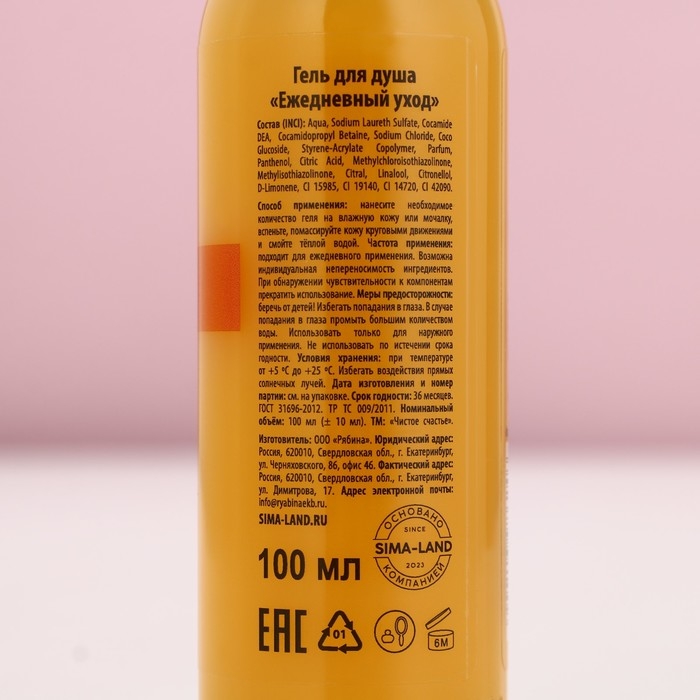 Гель для душа
«Ежедневный уход»
Состав (INCI): Aqua, Sodium Laureth Sulfate, Cocamide
DEA, Cocamidopropyl Betaine, Sodium Chloride, Coco
Glucoside, Styrene-Acrylate Copolymer, Parfum,
Panthenol, Citric Acid, Methylchloroisothiazolinone,
Methylisothiazolinone, Citral, Linalool, Citronellol,
D-Limonene, CI 15985, CI 19140, CI 14720, CI 42090.
Способ применения: нанесите необходимое
количество геля на влажную кожу или мочалку,
вспеньте, помассируйте кожу круговыми движениями
и смойте тёплой водой. Частота применения:
подходит для ежедневного применения. Возможна
индивидуальная непереносимость ингредиентов.
При обнаружении чувствительности к компонентам
прекратить использование. Меры предосторожности:
беречь от детей! Избегать попадания в глаза. В случае
попадания в глаза промыть большим количеством
воды. Использовать только для наружного
применения. Не использовать по истечении срока
годности. Условия хранения: при температуре
от +5 ºC до +25 ºC. Избегать воздействия прямых
солнечных лучей. Дата изготовления и номер
партии: см. на упаковке. Срок годности: 36 месяцев.
ГОСТ 31696-2012. ТР ТС 009/2011. Номинальный
объём: 100 мл (± 10 мл). ТМ: «Чистое счастье».
Изготовитель: ООО «Рябина». Юридический адрес:
Россия, 620010, Свердловская обл., г. Екатеринбург,
ул. Черняховского, 86, офис 46. Фактический адрес:
Россия, 620010, Свердловская обл., г. Екатеринбург,
ул. Димитрова, 17. Адрес электронной почты:
info@ryabinaekb.ru.
SIMA-LAND.RU
100 мл
ОСНОВАНО
SINCE
SIMA-LAND
2023
КОМПАНИЕЙ
EAC
01
6M